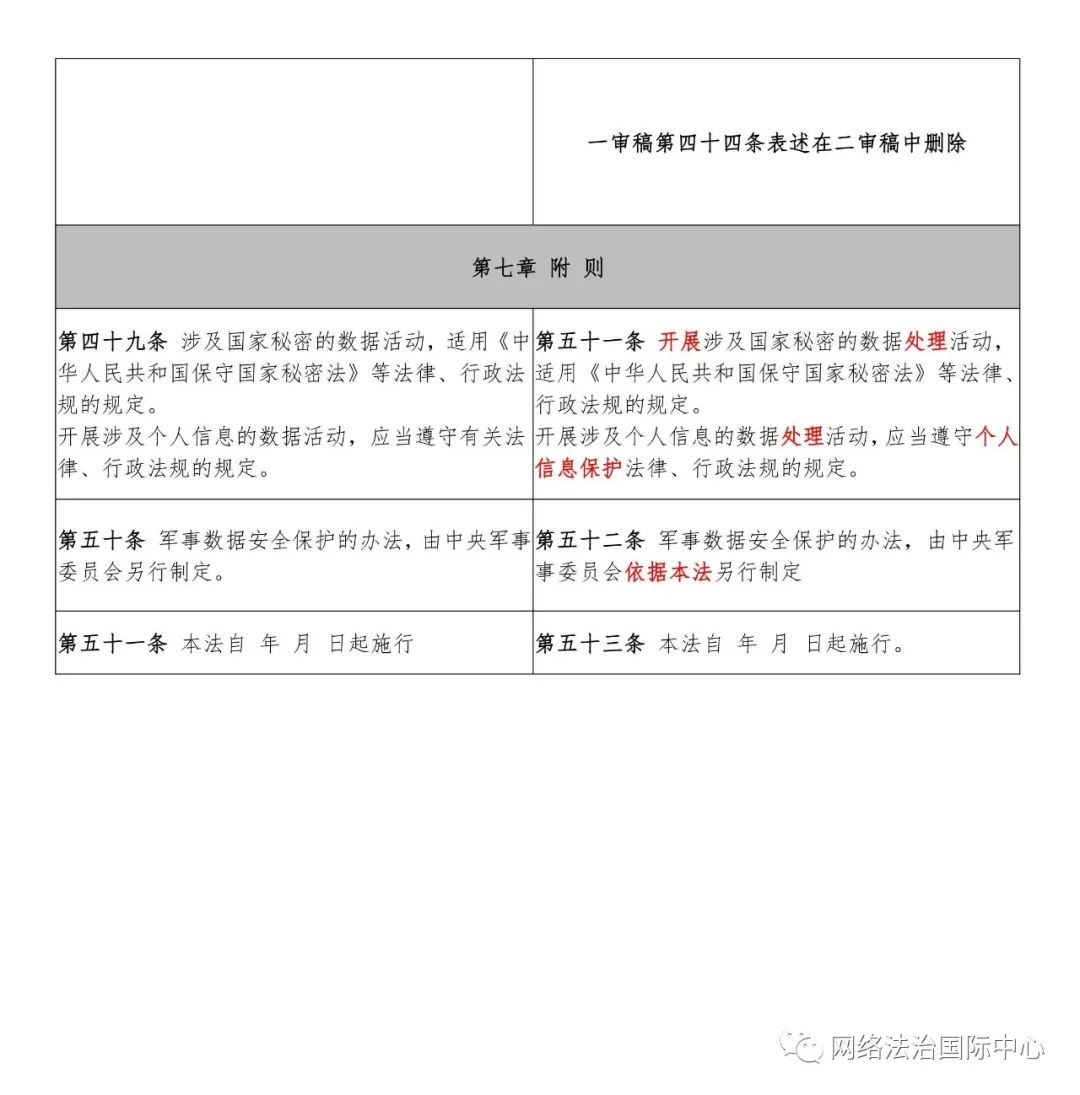 一审稿第四十四条表述在二审稿中删除
第七章 附 则
第四十九条 涉及国家秘密的数据活动，适用《中
华人民共和国保守国家秘密法》等法律、行政法
规的规定。
开展涉及个人信息的数据活动，应当遵守有关法
律、行政法规的规定。
第五十一条 开展涉及国家秘密的数据处理活动，
适用《中华人民共和国保守国家秘密法》等法律、
行政法规的规定。
开展涉及个人信息的数据处理活动，应当遵守个人
信息保护法律、行政法规的规定。
第五十条 军事数据安全保护的办法，由中央军事
委员会另行制定。
第五十二条 军事数据安全保护的办法，由中央军
事委员会依据本法另行制定
第五十一条 本法自 年 月 日起施行
第五十三条 本法自 年 月 日起施行。
网络法治国际中心